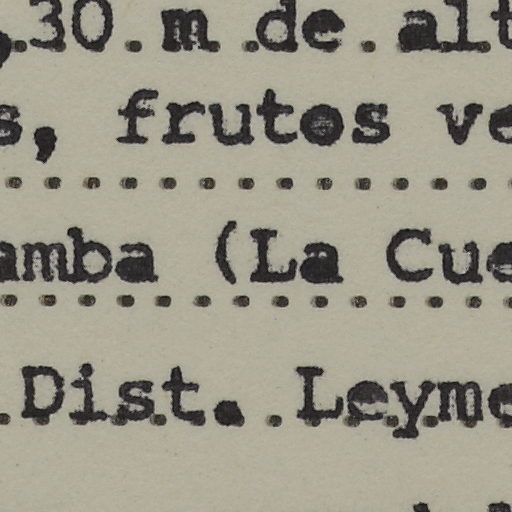 ,30 m de alt
s, frutos ve
amba (La Cue
Dist. Leyme